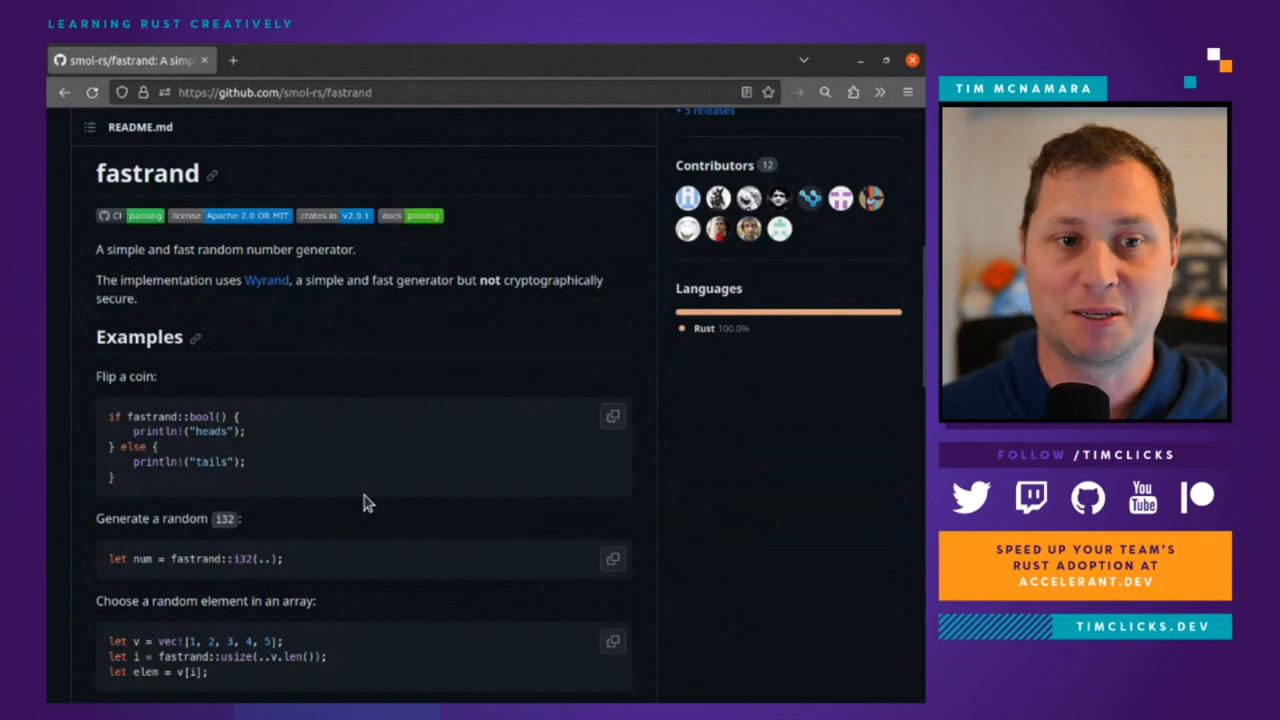 LEARNING RUST CREATIVELY
smol-rs/fastrand: A simpl
https://github.com/smol-rs/fastrand
README.md
fastrand
CI passing license Apache-2.0 OR MIT crates.io v2.0.1 docs passing
A simple and fast random number generator.
The implementation uses Wyrand, a simple and fast generator but not cryptographically
secure.
Examples
Flip a coin:
if fastrand::bool() {
println!("heads");
} else {
println!("tails");
}
Generate a random i32:
let num = fastrand::i32(..);
Choose a random element in an array:
let v = vec![1, 2, 3, 4, 5];
let i = fastrand::usize(..v.len());
let elem = v[i];
+ 5 releases
Contributors 12
Languages
Rust 100.0%
TIM MCNAMARA
FOLLOW /TIMCLICKS
You
Tube
SPEED UP YOUR TEAM'S
RUST ADOPTION AT
ACCELERANT.DEV
TIMCLICKS.DEV